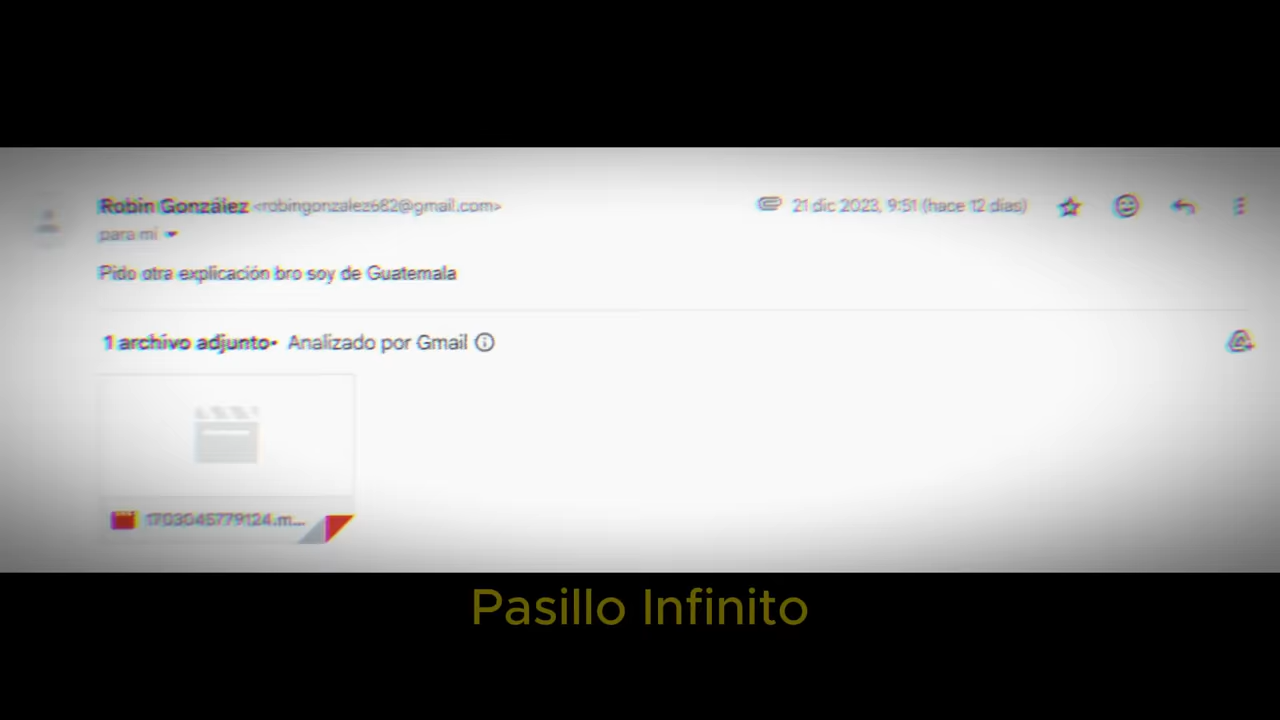 Robin González <robingonzalez682@gmail.com>
21 dic 2023, 9:51 (hace 12 días)
para mí
Pido otra explicación bro soy de Guatemala
1 archivo adjunto• Analizado por Gmail
1703045779124.m...
Pasillo Infinito